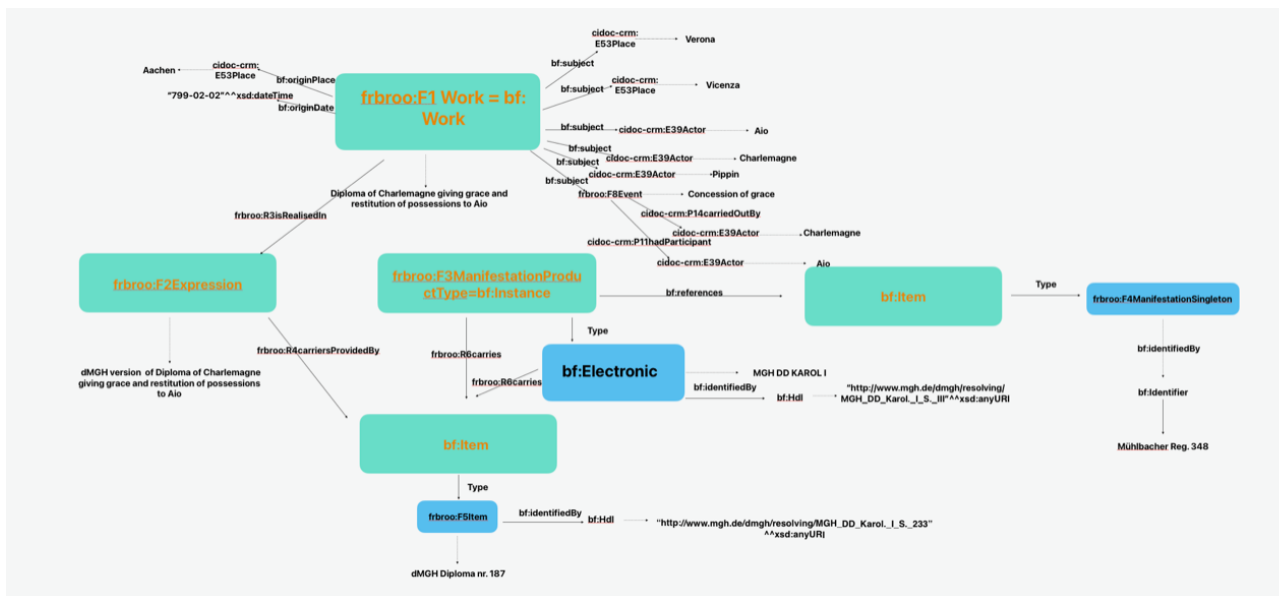 cidoc-crm:
E53Place
Verona
bf:subject
Aachen
cidoc-crm:
E53Place
bf:originPlace
"799-02-02"^^xsd:dateTime
bf:originDate
frbroo:F1 Work = bf:
Work
bf:subject
cidoc-crm:
E53Place
Vicenza
bf:subject
cidoc-crm:E39Actor
Aio
bf:subject
cidoc-crm:E39Actor
Charlemagne
bf:subject
cidoc-crm:E39Actor
Pippin
bf:subject
frbroo:F8Event
Concession of grace
Diploma of Charlemagne giving grace and
restitution of possessions to Aio
frbroo:R3isRealisedIn
cidoc-crm:P14carriedOutBy
cidoc-crm:E39Actor
Charlemagne
cidoc-crm:P11hadParticipant
cidoc-crm:E39Actor
Aio
frbroo:F2Expression
frbroo:F3ManifestationProdu
ctType=bf:Instance
bf:references
bf:Item
Type
frbroo:F4ManifestationSingleton
Type
frbroo:R4carriersProvidedBy
frbroo:R6carries
bf:identifiedBy
dMGH version of Diploma of Charlemagne
giving grace and restitution of possessions
to Aio
frbroo:R6carries
bf:Electronic
MGH DD KAROL I
bf:identifiedBy
bf:Hdl
"http://www.mgh.de/dmgh/resolving/
MGH_DD_Karol._I_S._III"^^xsd:anyURI
bf:Identifier
bf:Item
Mühlbacher Reg. 348
Type
frbroo:F5Item
bf:identifiedBy
bf:Hdl
"http://www.mgh.de/dmgh/resolving/MGH_DD_Karol._I_S._233"
^^xsd:anyURI
dMGH Diploma nr. 187